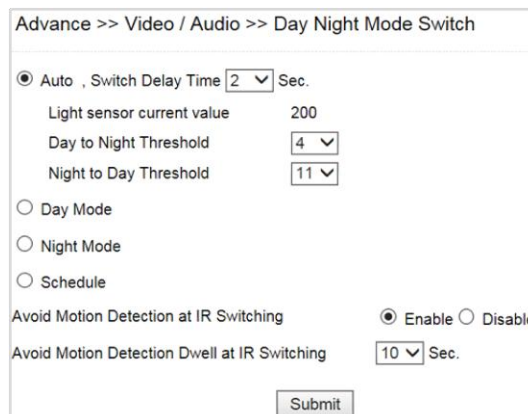 Advance >> Video / Audio >> Day Night Mode Switch
Auto , Switch Delay Time 2 Sec.
Light sensor current value 200
Day to Night Threshold 4
Night to Day Threshold 11
Day Mode
Night Mode
Schedule
Avoid Motion Detection at IR Switching Enable Disabl
Avoid Motion Detection Dwell at IR Switching 10 Sec.
Submit